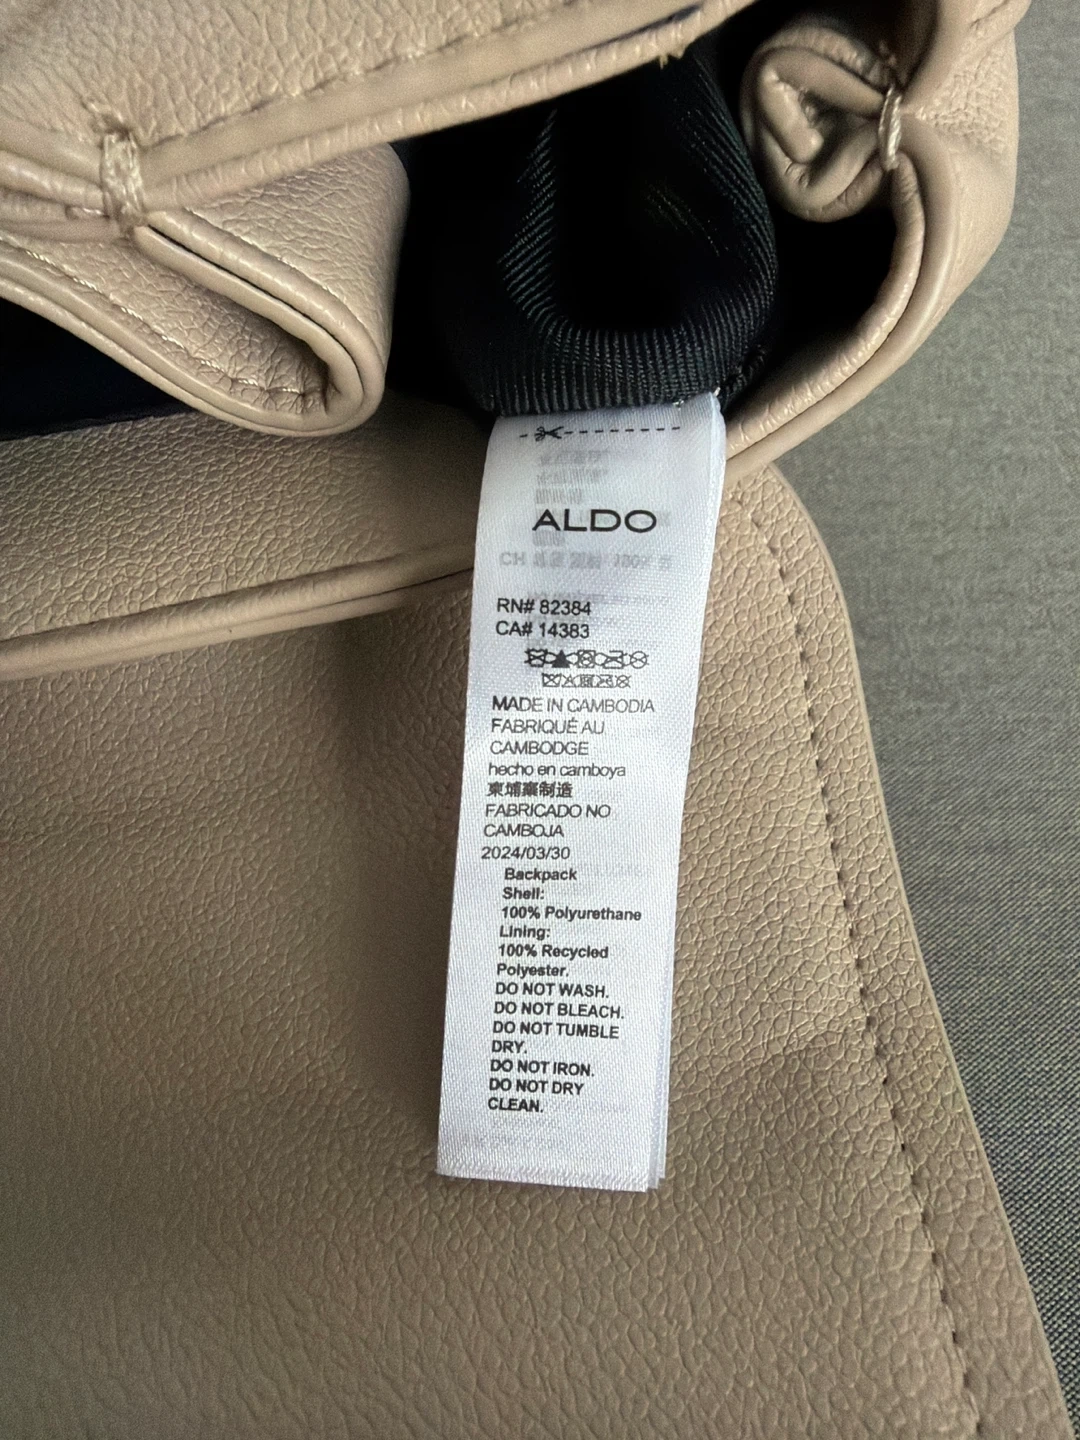 ALDO
RN# 82384
CA# 14383
MADE IN CAMBODIA
FABRIQUÉ AU
CAMBODGE
hecho en camboya
柬埔寨制造
FABRICADO NO
CAMBOJA
2024/03/30
Backpack
Shell:
100% Polyurethane
Lining:
100% Recycled
Polyester.
DO NOT WASH.
DO NOT BLEACH.
DO NOT TUMBLE
DRY.
DO NOT IRON.
DO NOT DRY
CLEAN.